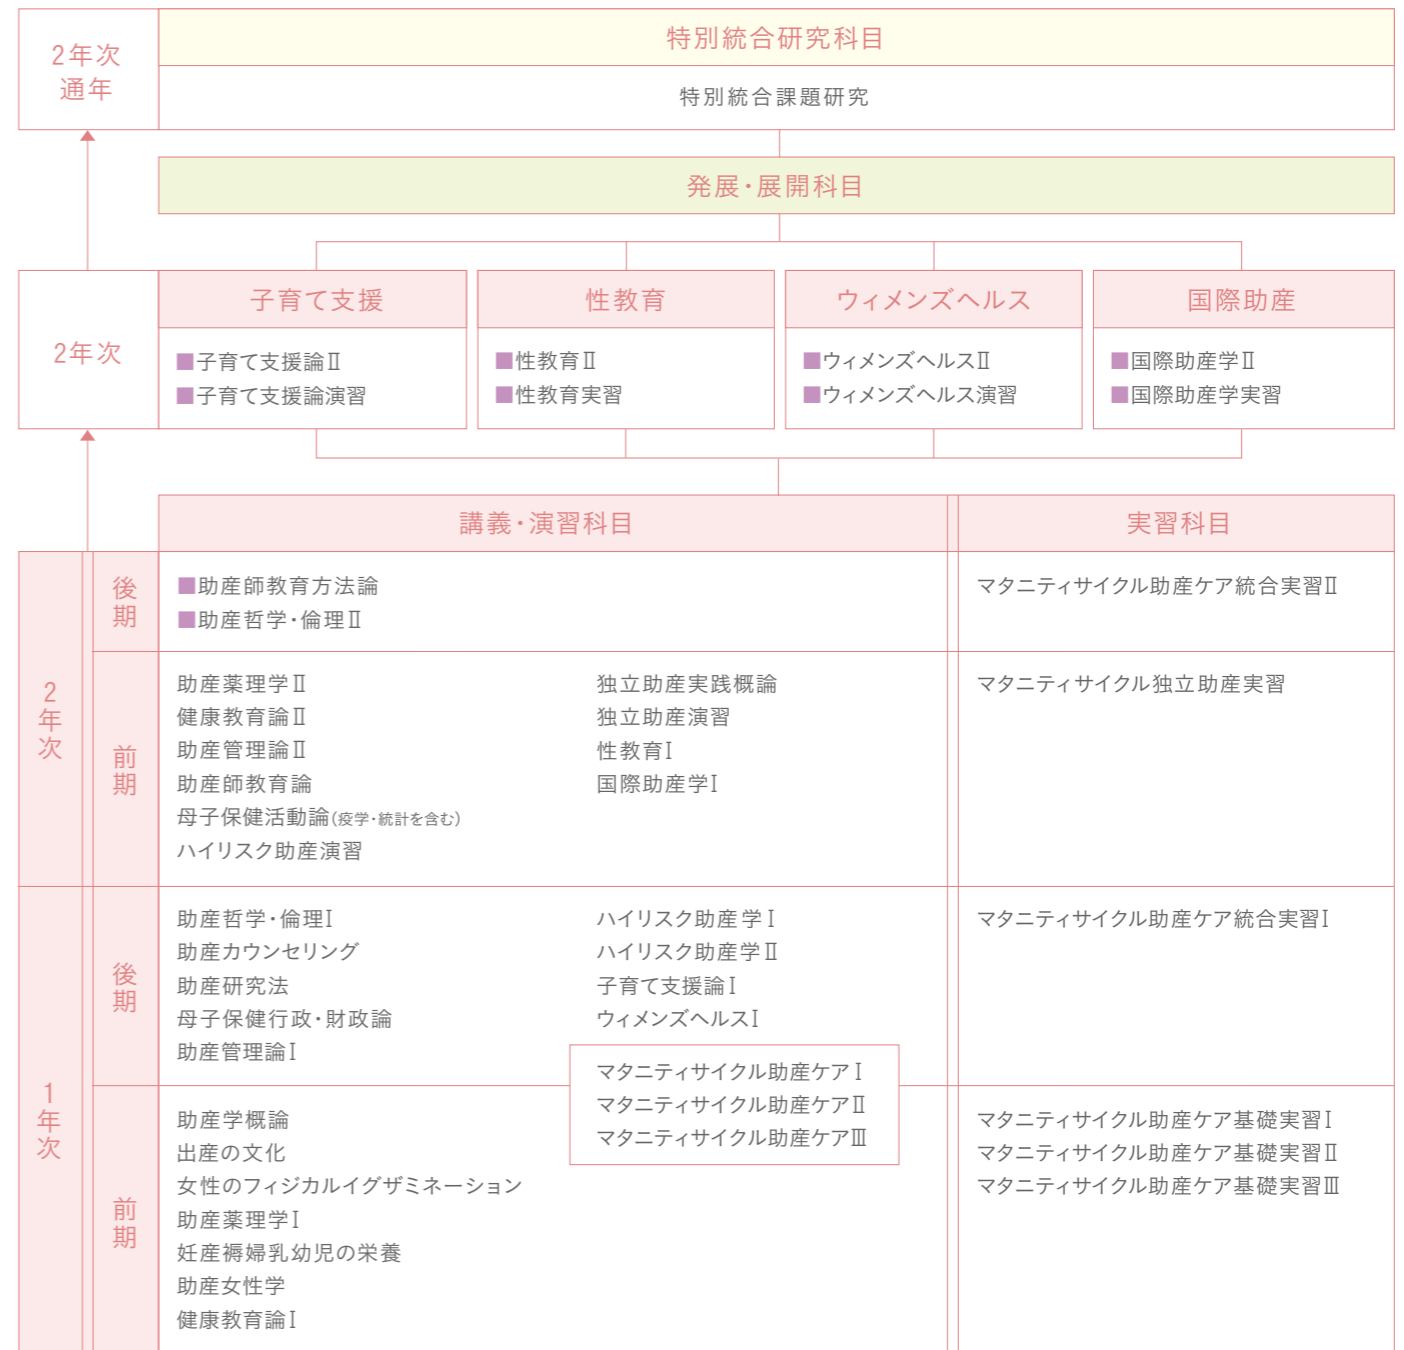 2年次
通年
特別統合研究科目
特別統合課題研究
発展・展開科目
2年次
子育て支援
■子育て支援論Ⅱ
■子育て支援論演習
性教育
■性教育Ⅱ
■性教育実習
ウィメンズヘルス
■ウィメンズヘルスⅡ
■ウィメンズヘルス演習
国際助産
■国際助産学Ⅱ
■国際助産学実習
講義・演習科目
実習科目
2年次
後期
■助産師教育方法論
■助産哲学・倫理Ⅱ
マタニティサイクル助産ケア統合実習Ⅱ
前期
助産薬理学Ⅱ
健康教育論Ⅱ
助産管理論Ⅱ
助産師教育論
母子保健活動論(疫学・統計を含む)
ハイリスク助産演習
独立助産実践概論
独立助産演習
性教育Ⅰ
国際助産学Ⅰ
マタニティサイクル独立助産実習
1年次
後期
助産哲学・倫理Ⅰ
助産カウンセリング
助産研究法
母子保健行政・財政論
助産管理論Ⅰ
ハイリスク助産学Ⅰ
ハイリスク助産学Ⅱ
子育て支援論Ⅰ
ウィメンズヘルスⅠ
マタニティサイクル助産ケア統合実習Ⅰ
マタニティサイクル助産ケアⅠ
マタニティサイクル助産ケアⅡ
マタニティサイクル助産ケアⅢ
前期
助産学概論
出産の文化
女性のフィジカルイグザミネーション
助産薬理学Ⅰ
妊産褥婦乳幼児の栄養
助産女性学
健康教育論Ⅰ
マタニティサイクル助産ケア基礎実習Ⅰ
マタニティサイクル助産ケア基礎実習Ⅱ
マタニティサイクル助産ケア基礎実習Ⅲ